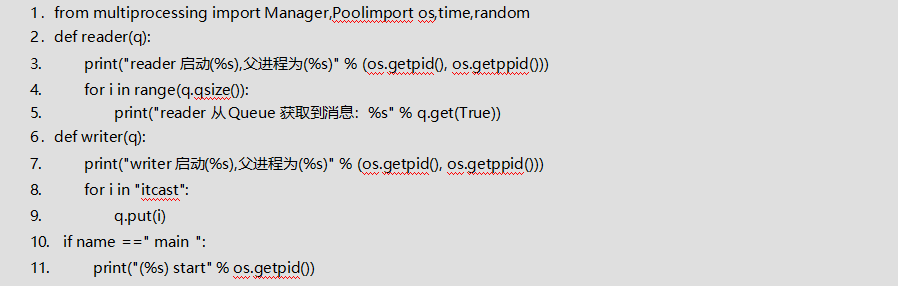 1. from multiprocessing import Manager,Poolimport os,time,random
2. def reader(q):
3. print("reader 启动(%s),父进程为(%s)" % (os.getpid(), os.getppid()))
4. for i in range(q.qsize()):
5. print("reader 从 Queue 获取到消息: %s" % q.get(True))
6. def writer(q):
7. print("writer 启动(%s),父进程为(%s)" % (os.getpid(), os.getppid()))
8. for i in "itcast":
9. q.put(i)
10. if name ==" main ":
11. print("(%s) start" % os.getpid())